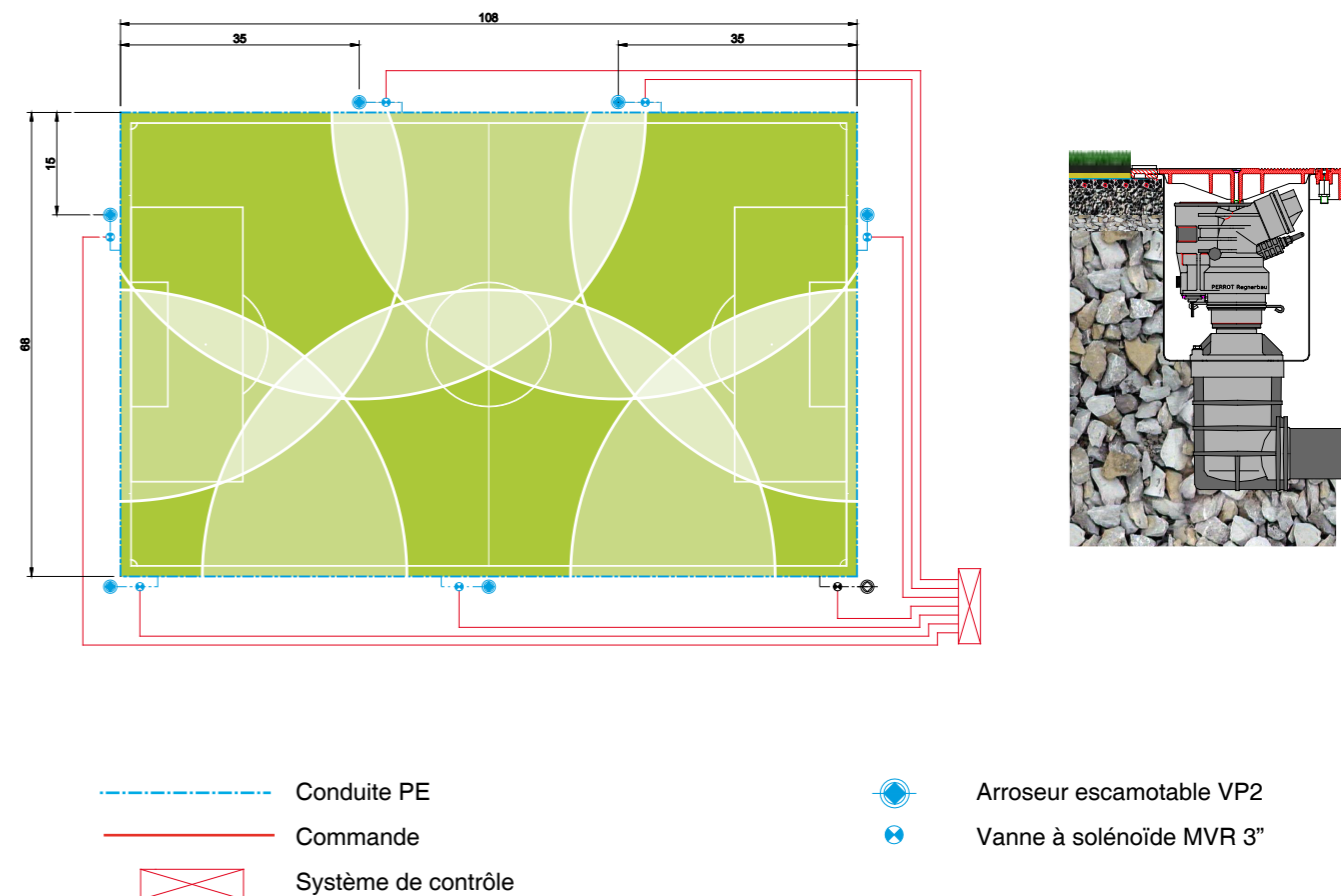 108
35
35
15
68
PERROT Regnerbau
Conduite PE
Commande
Système de contrôle
Arroseur escamotable VP2
Vanne à solénoïde MVR 3”